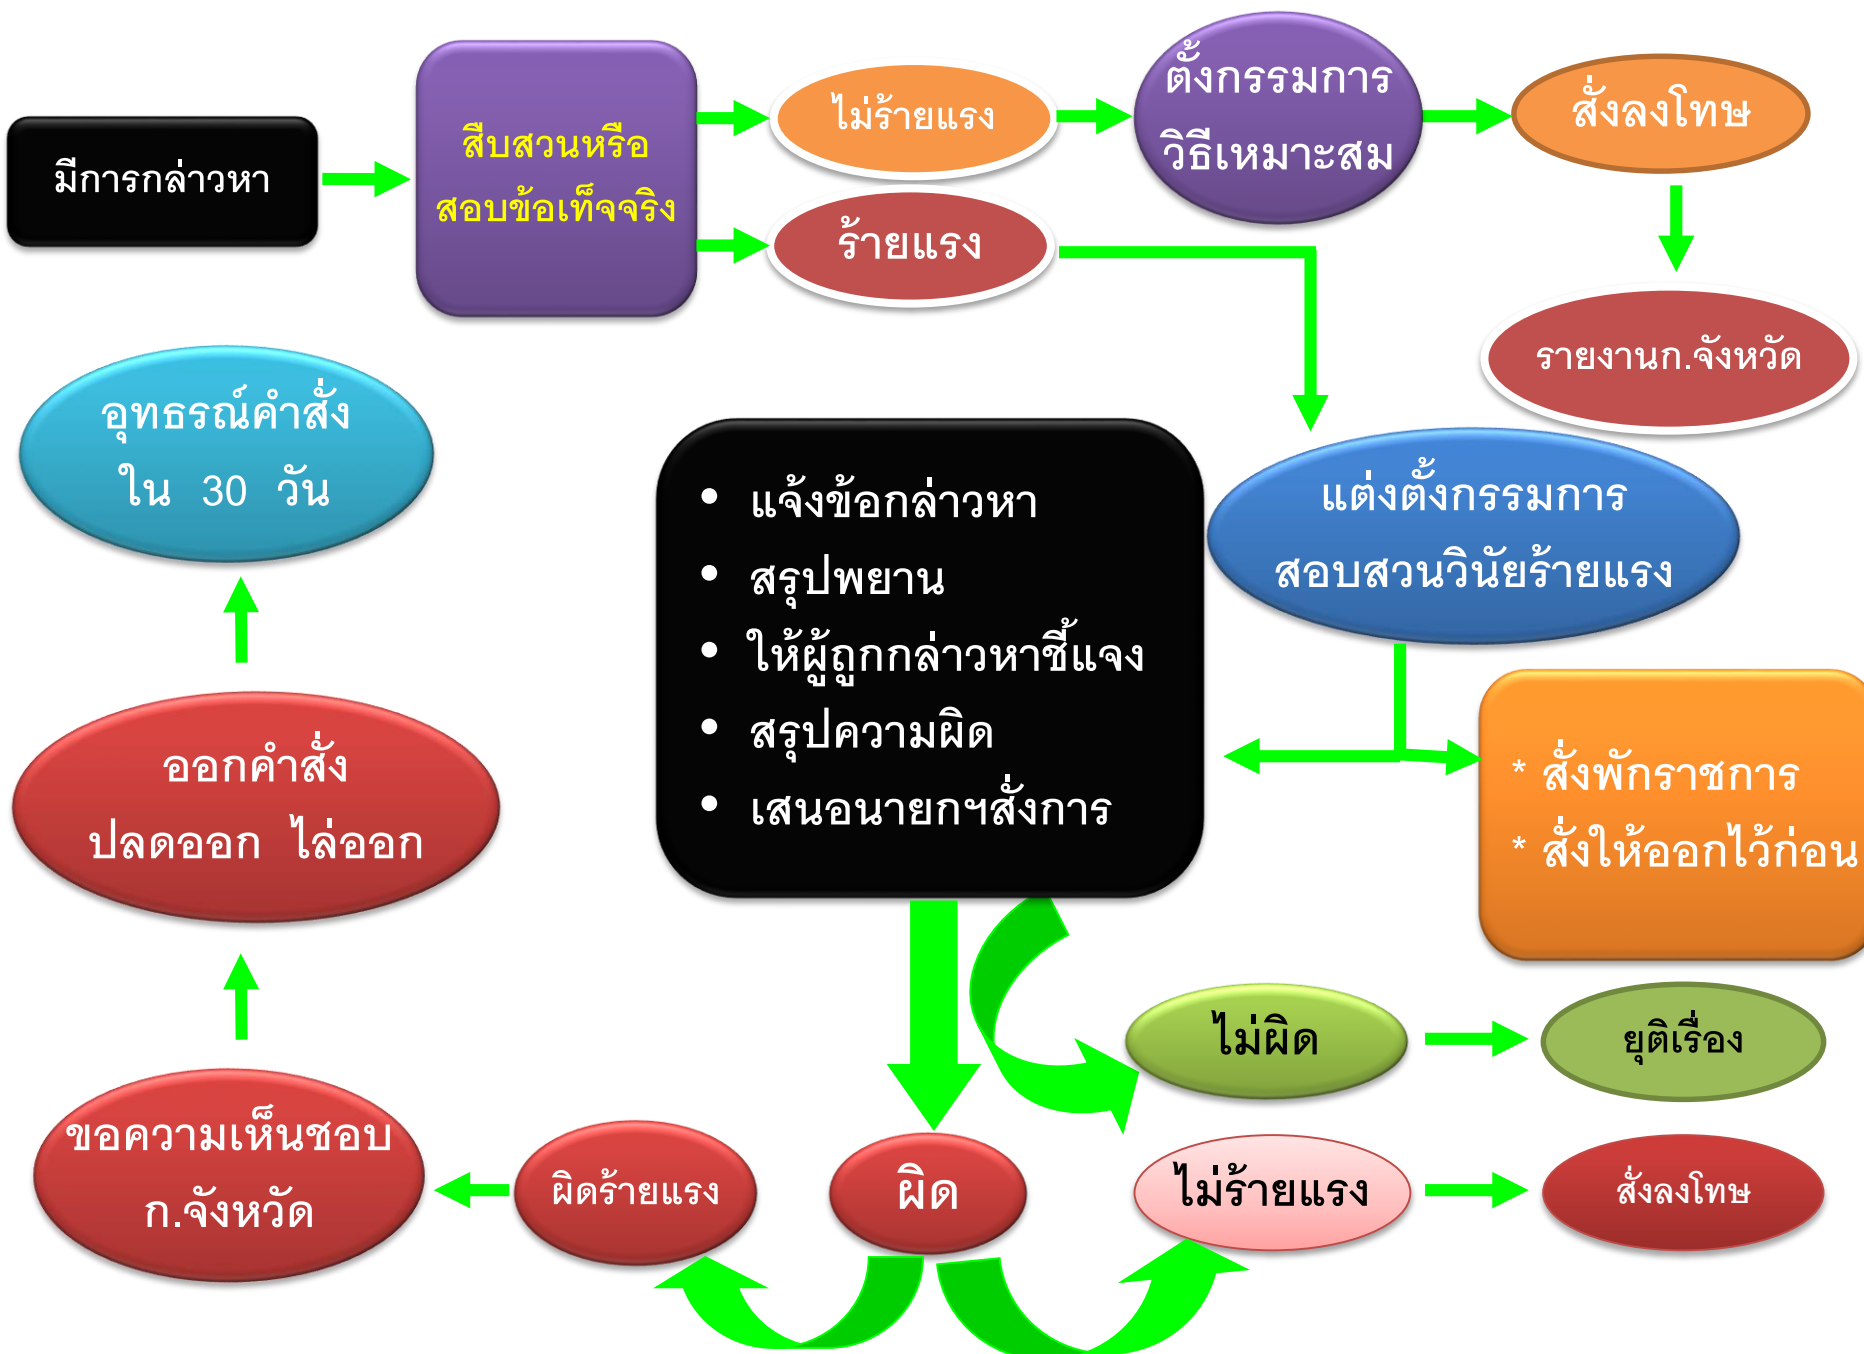 มีการกล่าวหา
สืบสวนหรือ
สอบข้อเท็จจริง
ไม่ร้ายแรง
ตั้งกรรมการ
วิธีเหมาะสม
สั่งลงโทษ
ร้ายแรง
รายงานก.จังหวัด
อุทธรณ์คำสั่ง
ใน 30 วัน
• แจ้งข้อกล่าวหา
• สรุปพยาน
• ให้ผู้ถูกกล่าวหาชี้แจง
• สรุปความผิด
• เสนอนายกฯสั่งการ
แต่งตั้งกรรมการ
สอบสวนวินัยร้ายแรง
* สั่งพักราชการ
* สั่งให้ออกไว้ก่อน
ออกคำสั่ง
ปลดออก ไล่ออก
ไม่ผิด
ยุติเรื่อง
ขอความเห็นชอบ
ก.จังหวัด
ผิดร้ายแรง
ผิด
ไม่ร้ายแรง
สั่งลงโทษ